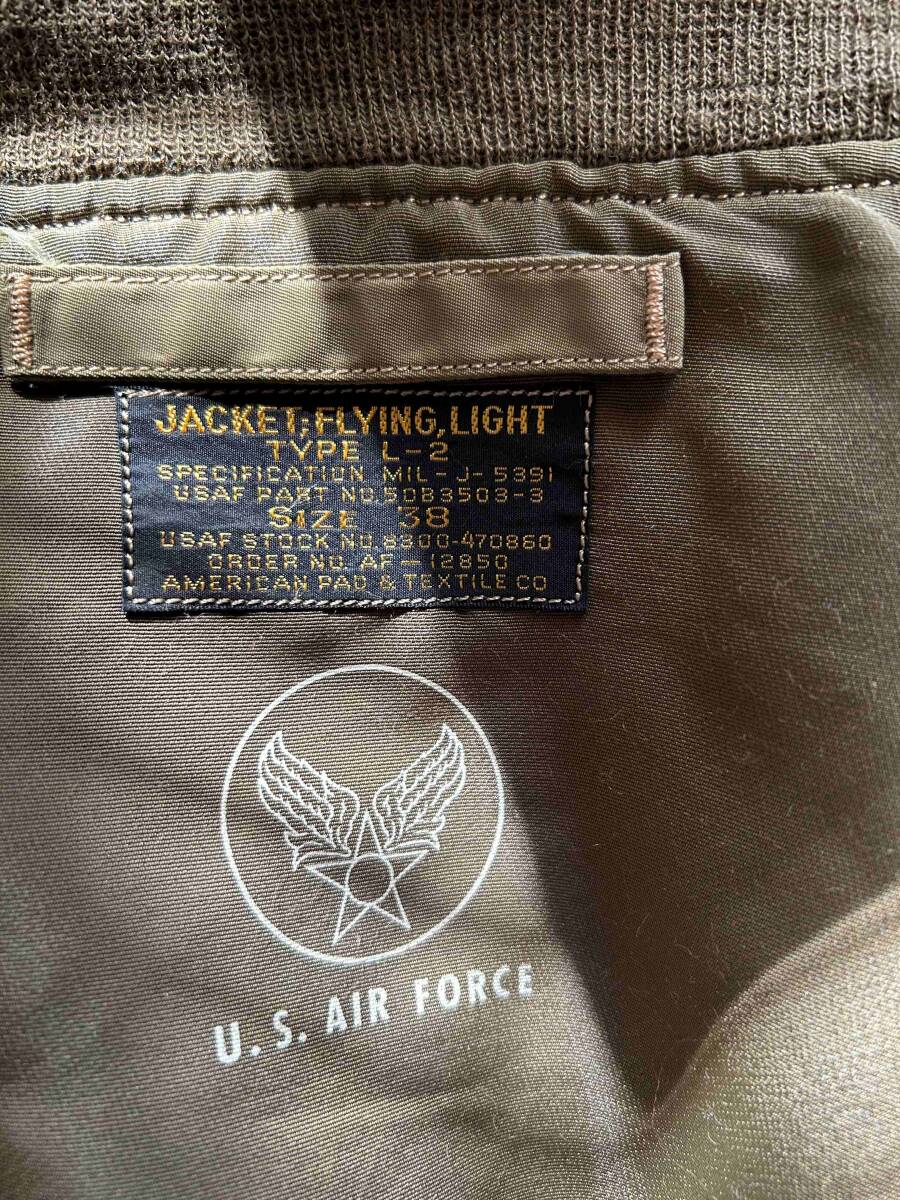 JACKET,FLYING,LIGHT
TYPE L-2
SPECIFICATION MIL-J-5391
USAF PART NO.50B3503-3
SIZE 38
USAF STOCK NO.8300-470860
ORDER NO. AF-12850
AMERICAN PAD & TEXTILE CO
U.S. AIR FORCE